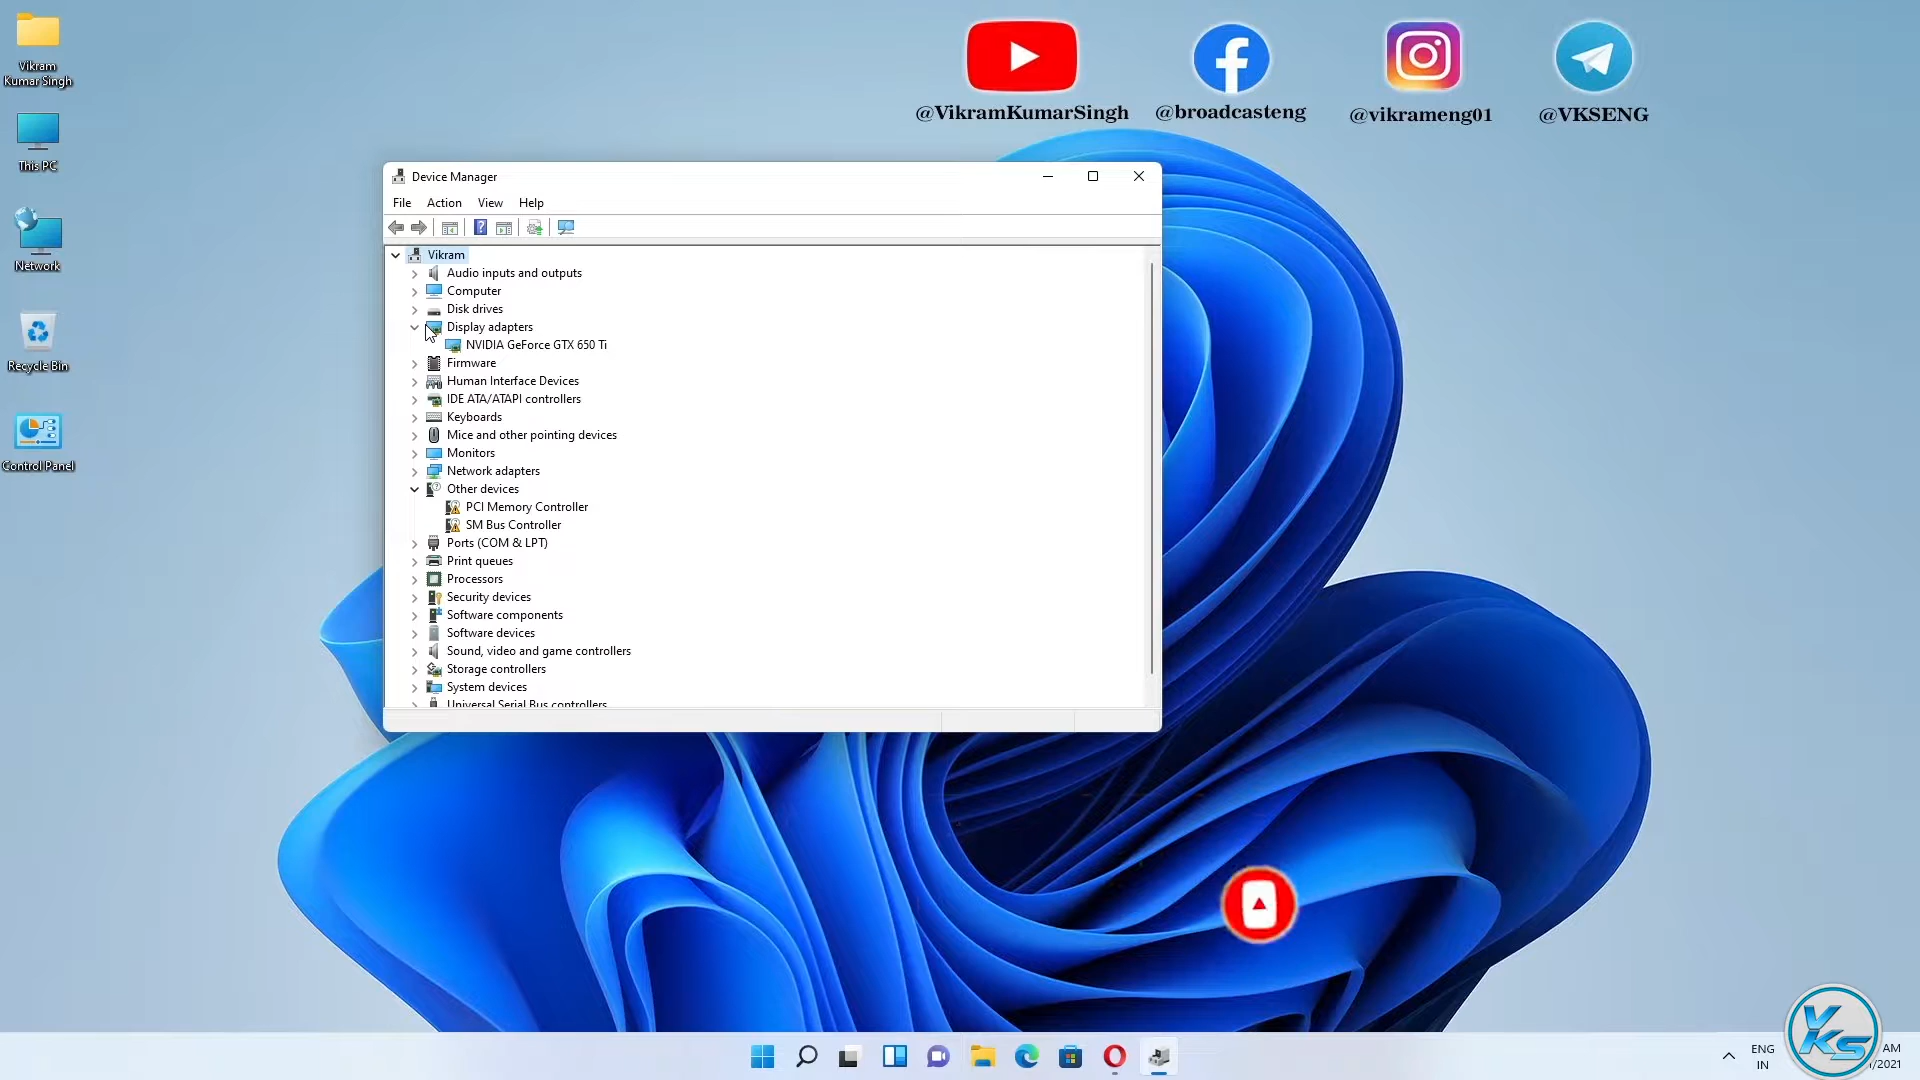 Vikram
Kumar Singh
This PC
Network
Recycle Bin
Control Panel
@VikramKumarSingh
@broadcasteng
@vikrameng01
@VKSENG
Device Manager
File Action View Help
Vikram
Audio inputs and outputs
Computer
Disk drives
Display adapters
NVIDIA GeForce GTX 650 Ti
Firmware
Human Interface Devices
IDE ATA/ATAPI controllers
Keyboards
Mice and other pointing devices
Monitors
Network adapters
Other devices
PCI Memory Controller
SM Bus Controller
Ports (COM & LPT)
Print queues
Processors
Security devices
Software components
Software devices
Sound, video and game controllers
Storage controllers
System devices
Universal Serial Bus controllers
ENG
IN
VKS
AM
/2021